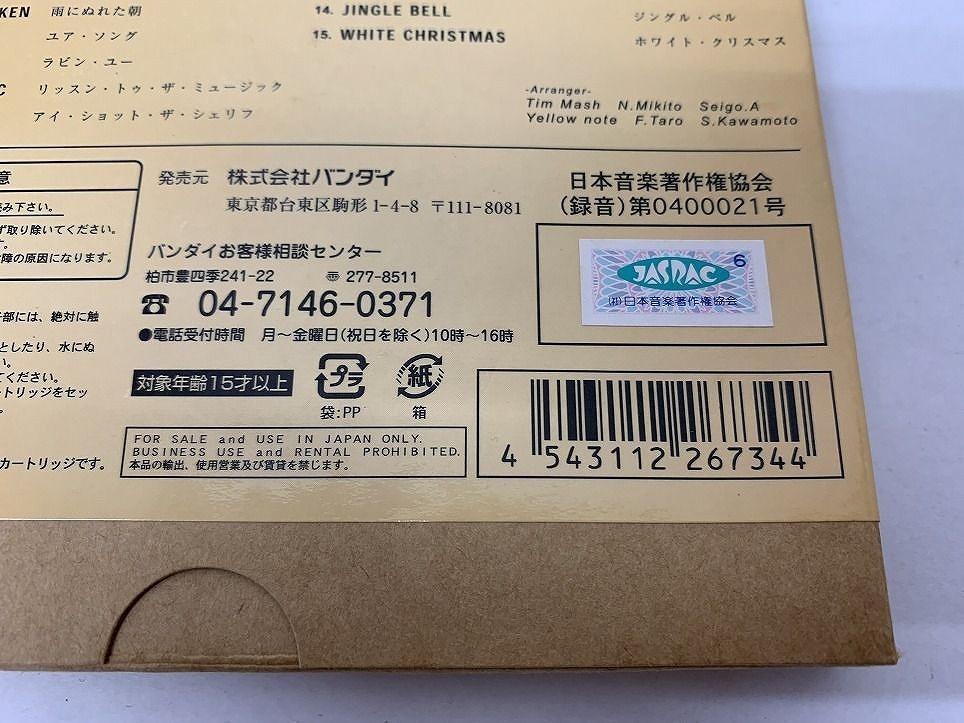 KEN 雨にぬれた朝
ユア・ソング
ラビン・ユー
C リッスン・トゥ・ザ・ミュージック
アイ・ショット・ザ・シェリフ
14. JINGLE BELL ジングル・ベル
15. WHITE CHRISTMAS ホワイト・クリスマス
-Arranger-
Tim Mash N.Mikito Seigo.A
Yellow note F.Taro S.Kawamoto
意
み下さい。
ず取り除いてください。
す。
障の原因になります。
部には、絶対に触
としたり、水にぬ
い。
てください。
ートリッジをセッ
カートリッジです。
発売元 株式会社バンダイ
東京都台東区駒形1-4-8 〒111-8081
バンダイお客様相談センター
柏市豊四季241-22 〒277-8511
☎ 04-7146-0371
●電話受付時間 月～金曜日(祝日を除く)10時～16時
対象年齢15才以上
プラ
袋:PP
紙
箱
FOR SALE and USE IN JAPAN ONLY.
BUSINESS USE and RENTAL PROHIBITED.
本品の輸出、使用営業及び賃貸を禁じます。
日本音楽著作権協会
(録音)第0400021号
6
JASRAC
(社)日本音楽著作権協会
4 543112 267344